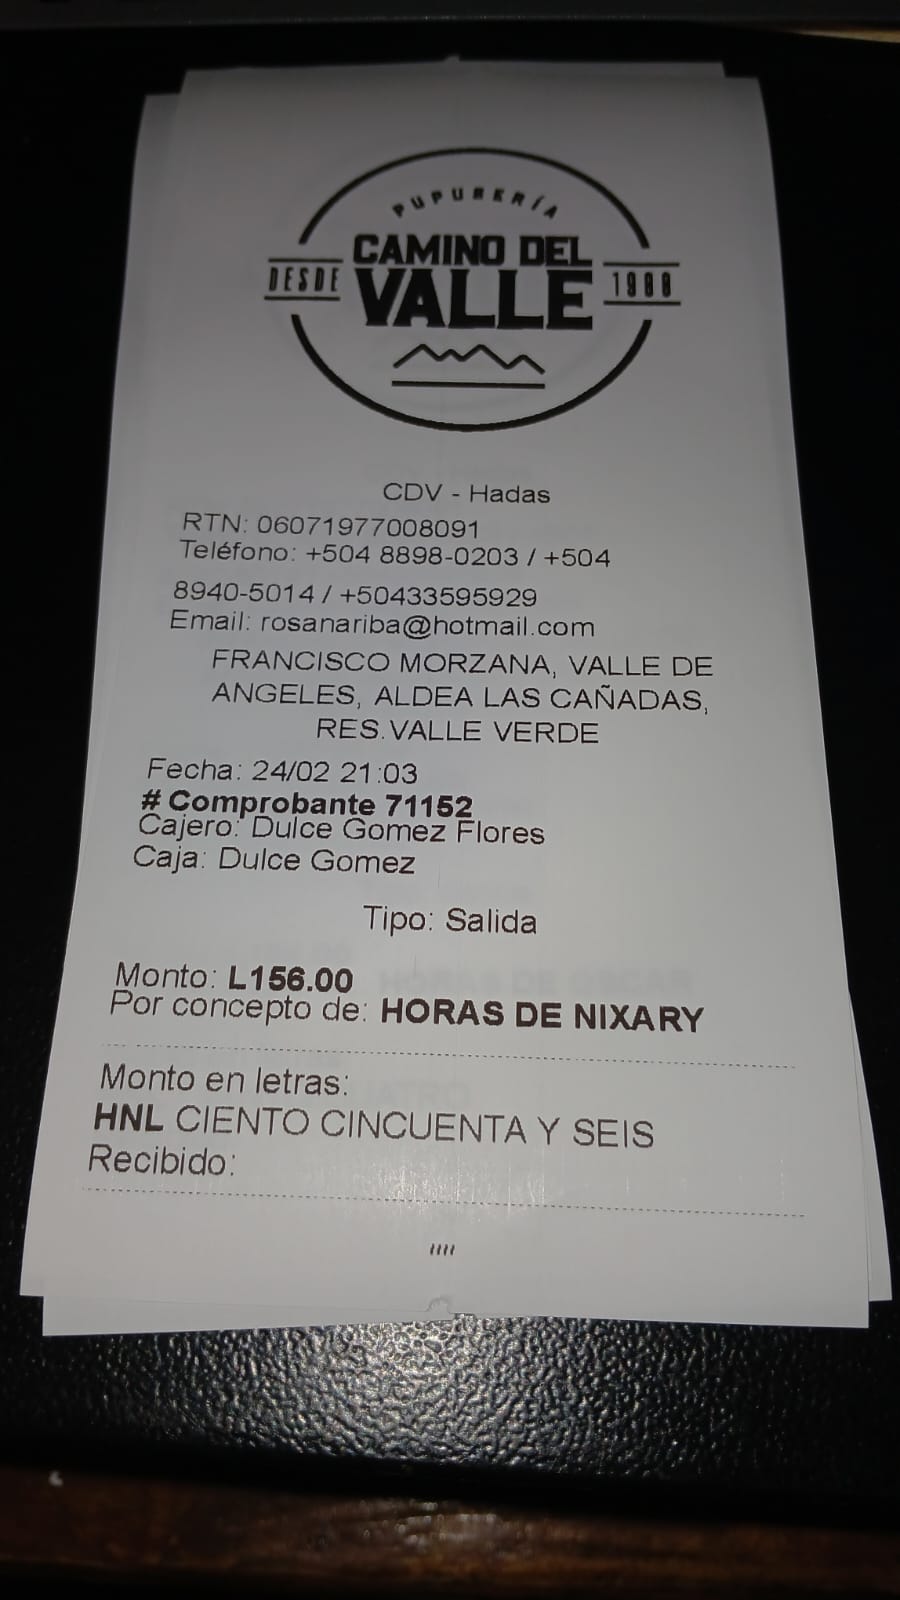 PUPUSERÍA
CAMINO DEL
DESDE VALLE 1988
CDV - Hadas
RTN: 06071977008091
Teléfono: +504 8898-0203 / +504
8940-5014 / +50433595929
Email: rosanariba@hotmail.com
FRANCISCO MORZANA, VALLE DE
ANGELES, ALDEA LAS CAÑADAS,
RES.VALLE VERDE
Fecha: 24/02 21:03
# Comprobante 71152
Cajero: Dulce Gomez Flores
Caja: Dulce Gomez
Tipo: Salida
Monto: L156.00
Por concepto de: HORAS DE NIXARY
Monto en letras:
HNL CIENTO CINCUENTA Y SEIS
Recibido:
////